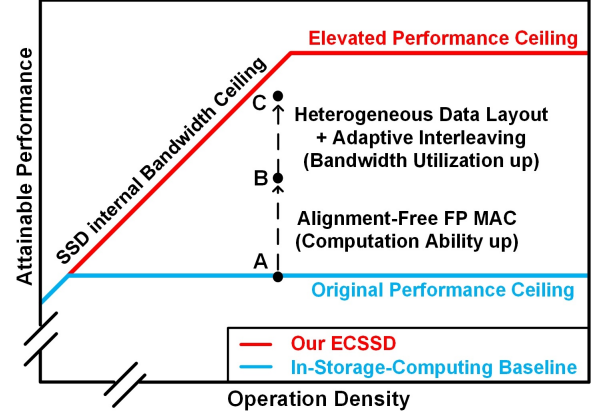 Elevated Performance Ceiling
SSD internal Bandwidth Ceiling
C
Heterogeneous Data Layout
+ Adaptive Interleaving
(Bandwidth Utilization up)
B
Alignment-Free FP MAC
(Computation Ability up)
A
Original Performance Ceiling
Attainable Performance
Our ECSSD
In-Storage-Computing Baseline
Operation Density